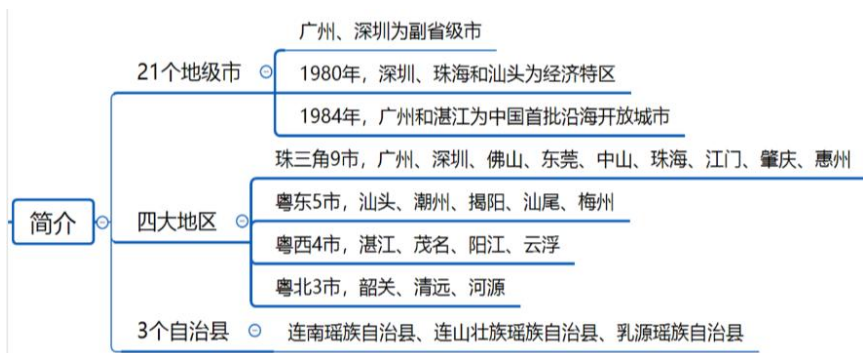 广州、深圳为副省级市
21个地级市
1980年，深圳、珠海和汕头为经济特区
1984年，广州和湛江为中国首批沿海开放城市
珠三角9市，广州、深圳、佛山、东莞、中山、珠海、江门、肇庆、惠州
粤东5市，汕头、潮州、揭阳、汕尾、梅州
简介
四大地区
粤西4市，湛江、茂名、阳江、云浮
粤北3市，韶关、清远、河源
3个自治县
连南瑶族自治县、连山壮族瑶族自治县、乳源瑶族自治县